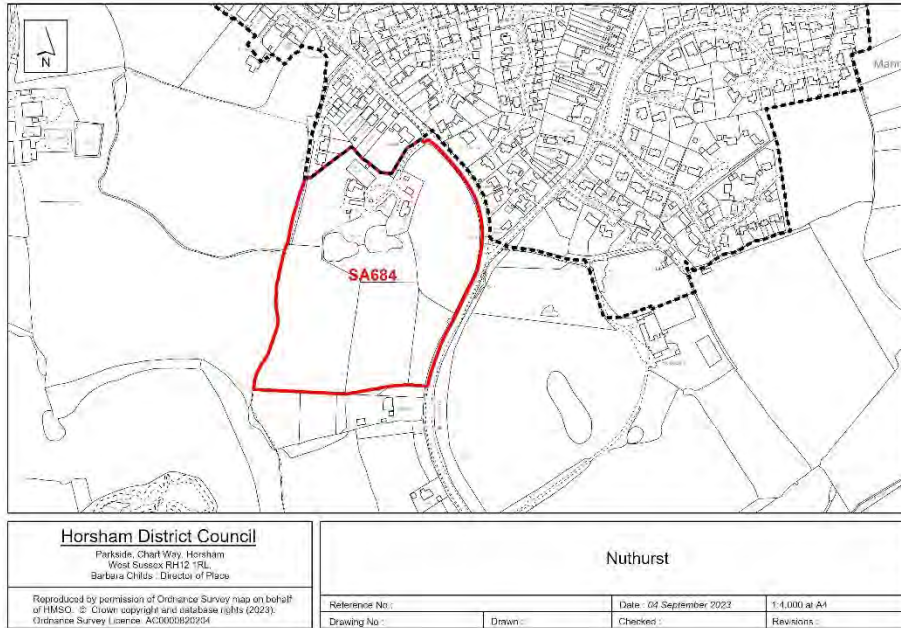 N
SA684
Horsham District Council
Parkside, Chart Way, Horsham
West Sussex RH12 1RL.
Barbara Childs : Director of Place
Reproduced by permission of Ordnance Survey map on behalf
of HMSO. © Crown copyright and database rights (2023).
Ordnance Survey Licence. AC0000820204
Nuthurst
Reference No :
Date : 04 September 2023
1:4,000 at A4
Drawing No :
Drawn :
Checked :
Revisions :